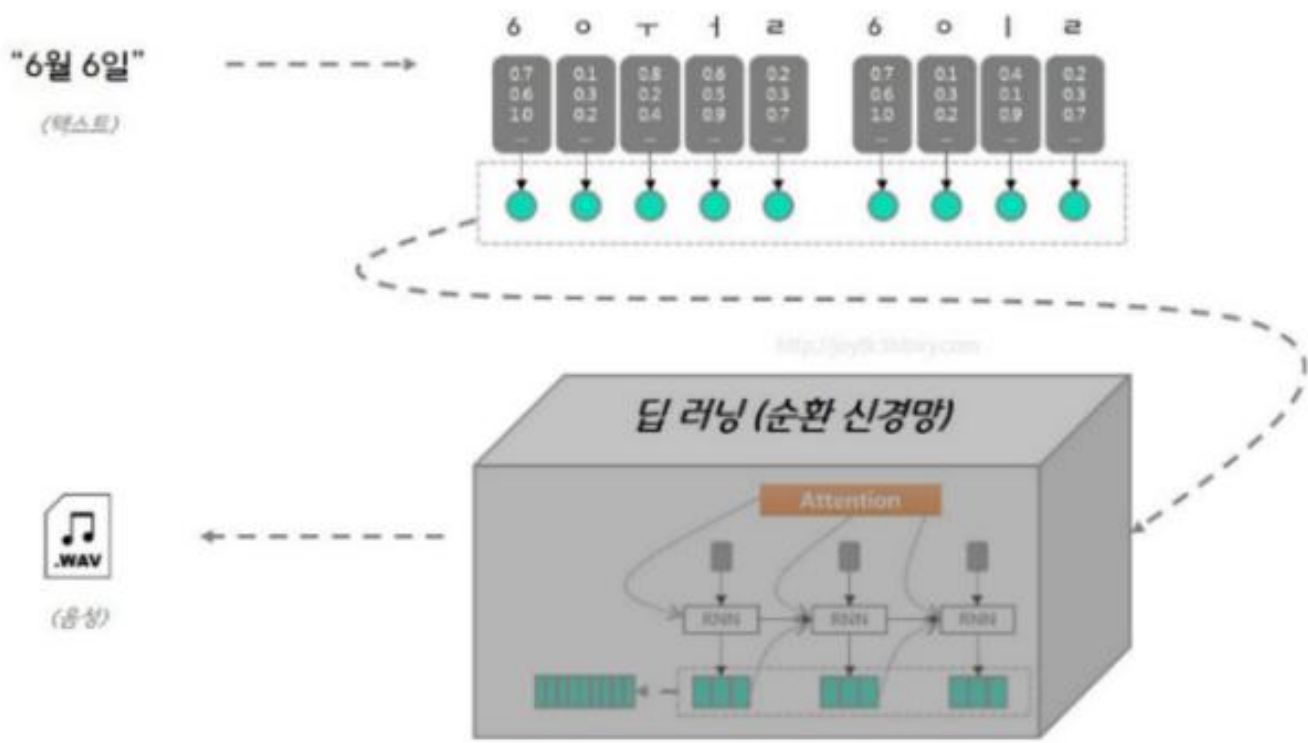 6 ㅇ ㅜ ㅓ ㄹ 6 ㅇ ㅣ ㄹ
“6월 6일”
(텍스트)
0.7 0.1 0.8 0.6 0.2 0.7 0.1 0.4 0.2
0.6 0.3 0.2 0.5 0.3 0.6 0.3 0.1 0.3
1.0 0.2 0.4 0.9 0.7 1.0 0.2 0.9 0.7
... ... ... ... ... ... ... ... ...
딥 러닝 (순환 신경망)
Attention
.WAV
(음성)
RNN RNN RNN